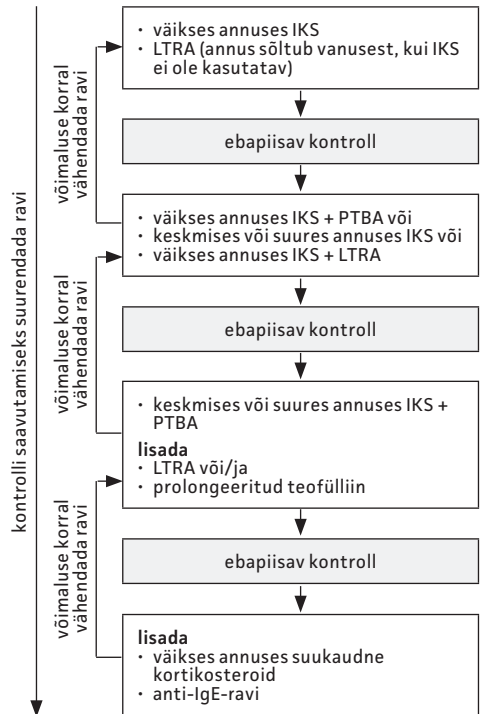 · väikses annuses IKS
· LTRA (annus sõltub vanusest, kui IKS
ei ole kasutatav)
ebapiisav kontroll
· väikses annuses IKS + PTBA või
· keskmises või suures annuses IKS või
· väikses annuses IKS + LTRA
ebapiisav kontroll
· keskmises või suures annuses IKS +
PTBA
lisada
· LTRA või/ja
· prolongeeritud teofülliin
ebapiisav kontroll
lisada
· väikses annuses suukaudne
kortikosteroid
· anti-IgE-ravi
võimaluse korral
vähendada ravi
võimaluse korral
vähendada ravi
võimaluse korral
vähendada ravi
kontrolli saavutamiseks suurendada ravi